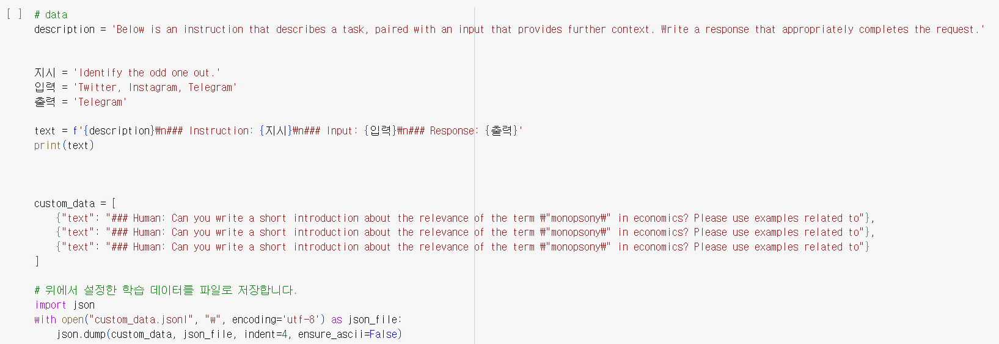 [ ] # data
description = 'Below is an instruction that describes a task, paired with an input that provides further context. Write a response that appropriately completes the request.'
지시 = 'Identify the odd one out.'
입력 = 'Twitter, Instagram, Telegram'
출력 = 'Telegram'
text = f'{description}₩n### Instruction: {지시}₩n### Input: {입력}₩n### Response: {출력}'
print(text)
custom_data = [
    {"text": "### Human: Can you write a short introduction about the relevance of the term ₩"monopsony₩" in economics? Please use examples related to"},
    {"text": "### Human: Can you write a short introduction about the relevance of the term ₩"monopsony₩" in economics? Please use examples related to"},
    {"text": "### Human: Can you write a short introduction about the relevance of the term ₩"monopsony₩" in economics? Please use examples related to"}
]
# 위에서 설정한 학습 데이터를 파일로 저장합니다.
import json
with open("custom_data.jsonl", "w", encoding='utf-8') as json_file:
    json.dump(custom_data, json_file, indent=4, ensure_ascii=False)